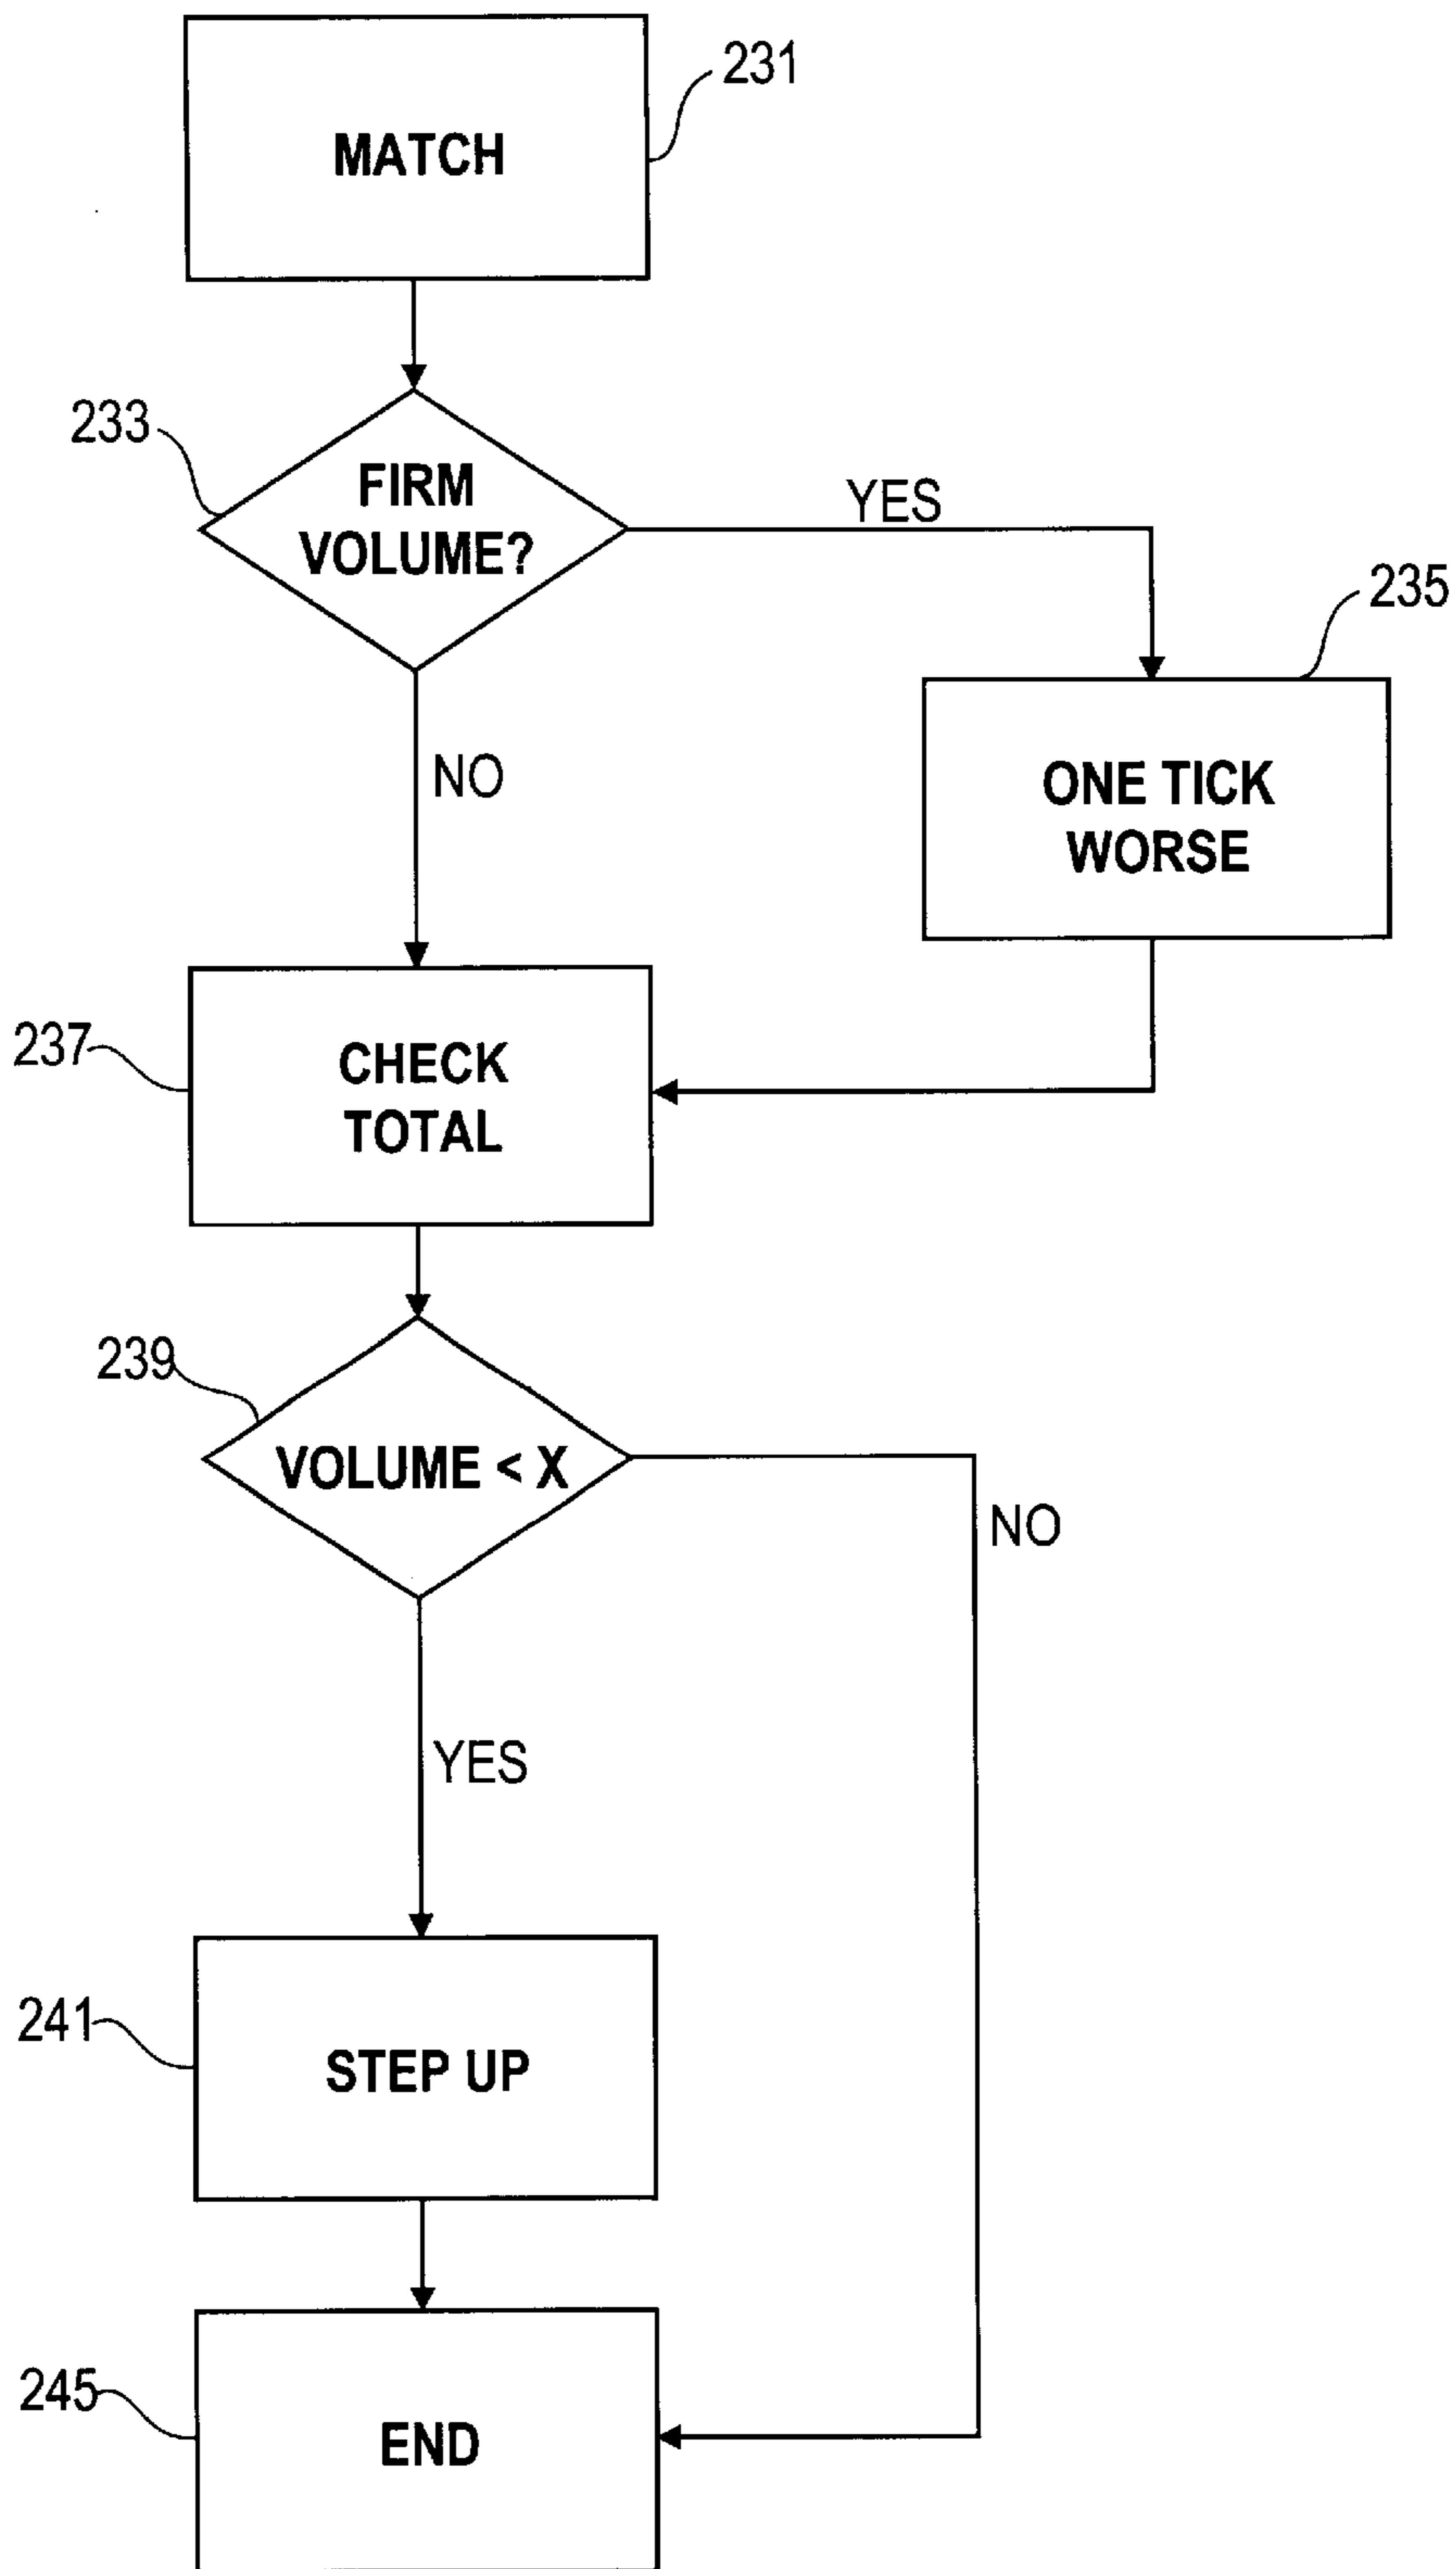 MATCH
231
233
FIRM
VOLUME?
YES
235
NO
ONE TICK
WORSE
237
CHECK
TOTAL
239
VOLUME < X
NO
YES
241
STEP UP
245
END